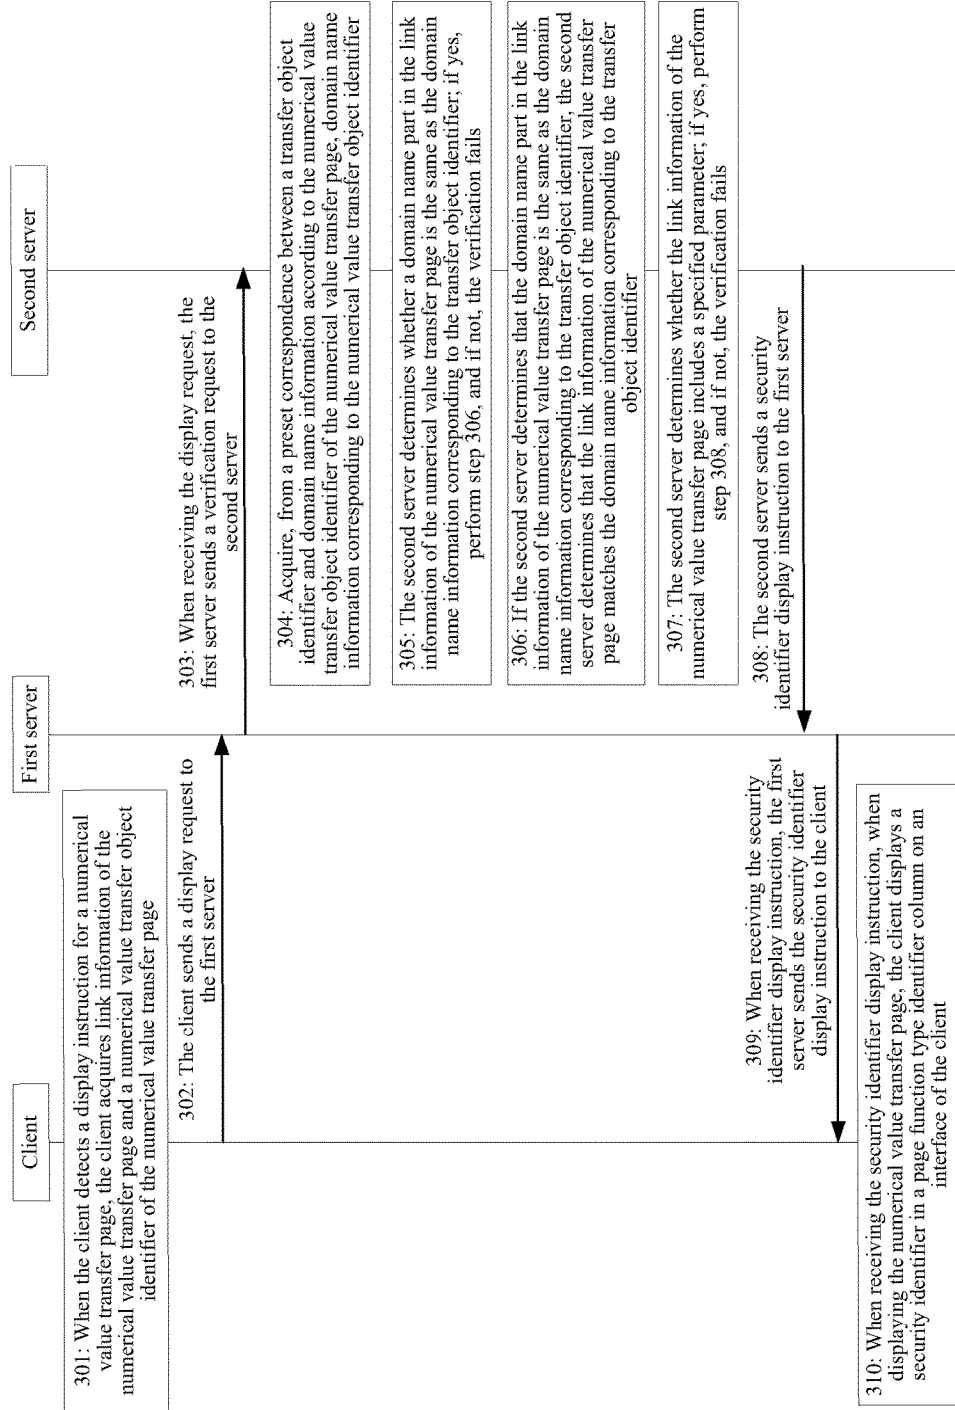 Client
First server
Second server
301: When the client detects a display instruction for a numerical
value transfer page, the client acquires link information of the
numerical value transfer page and a numerical value transfer object
identifier of the numerical value transfer page
302: The client sends a display request to
the first server
303: When receiving the display request, the
first server sends a verification request to the
second server
304: Acquire, from a preset correspondence between a transfer object
identifier and domain name information according to the numerical value
transfer object identifier of the numerical value transfer page, domain name
information corresponding to the numerical value transfer object identifier
305: The second server determines whether a domain name part in the link
information of the numerical value transfer page is the same as the domain
name information corresponding to the transfer object identifier; if yes,
perform step 306, and if not, the verification fails
306: If the second server determines that the domain name part in the link
information of the numerical value transfer page is the same as the domain
name information corresponding to the transfer object identifier, the second
server determines that the link information of the numerical value transfer
page matches the domain name information corresponding to the transfer
object identifier
307: The second server determines whether the link information of the
numerical value transfer page includes a specified parameter; if yes, perform
step 308, and if not, the verification fails
308: The second server sends a security
identifier display instruction to the first server
309: When receiving the security
identifier display instruction, the first
server sends the security identifier
display instruction to the client
310: When receiving the security identifier display instruction, when
displaying the numerical value transfer page, the client displays a
security identifier in a page function type identifier column on an
interface of the client